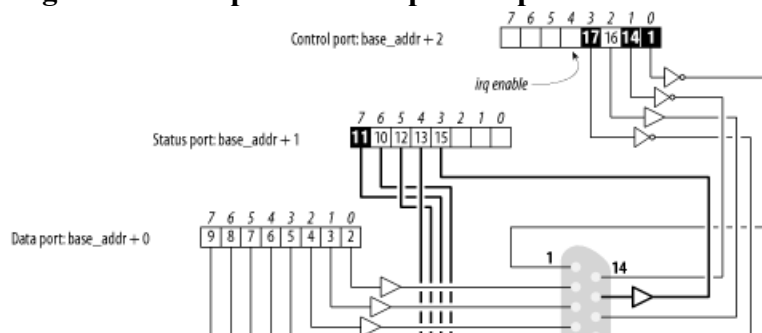 7 6 5 4 3 2 1 0
Control port: base_addr + 2
17 16 14 1
irq enable
7 6 5 4 3 2 1 0
Status port: base_addr + 1
11 10 12 13 15
7 6 5 4 3 2 1 0
Data port: base_addr + 0
9 8 7 6 5 4 3 2
1
14